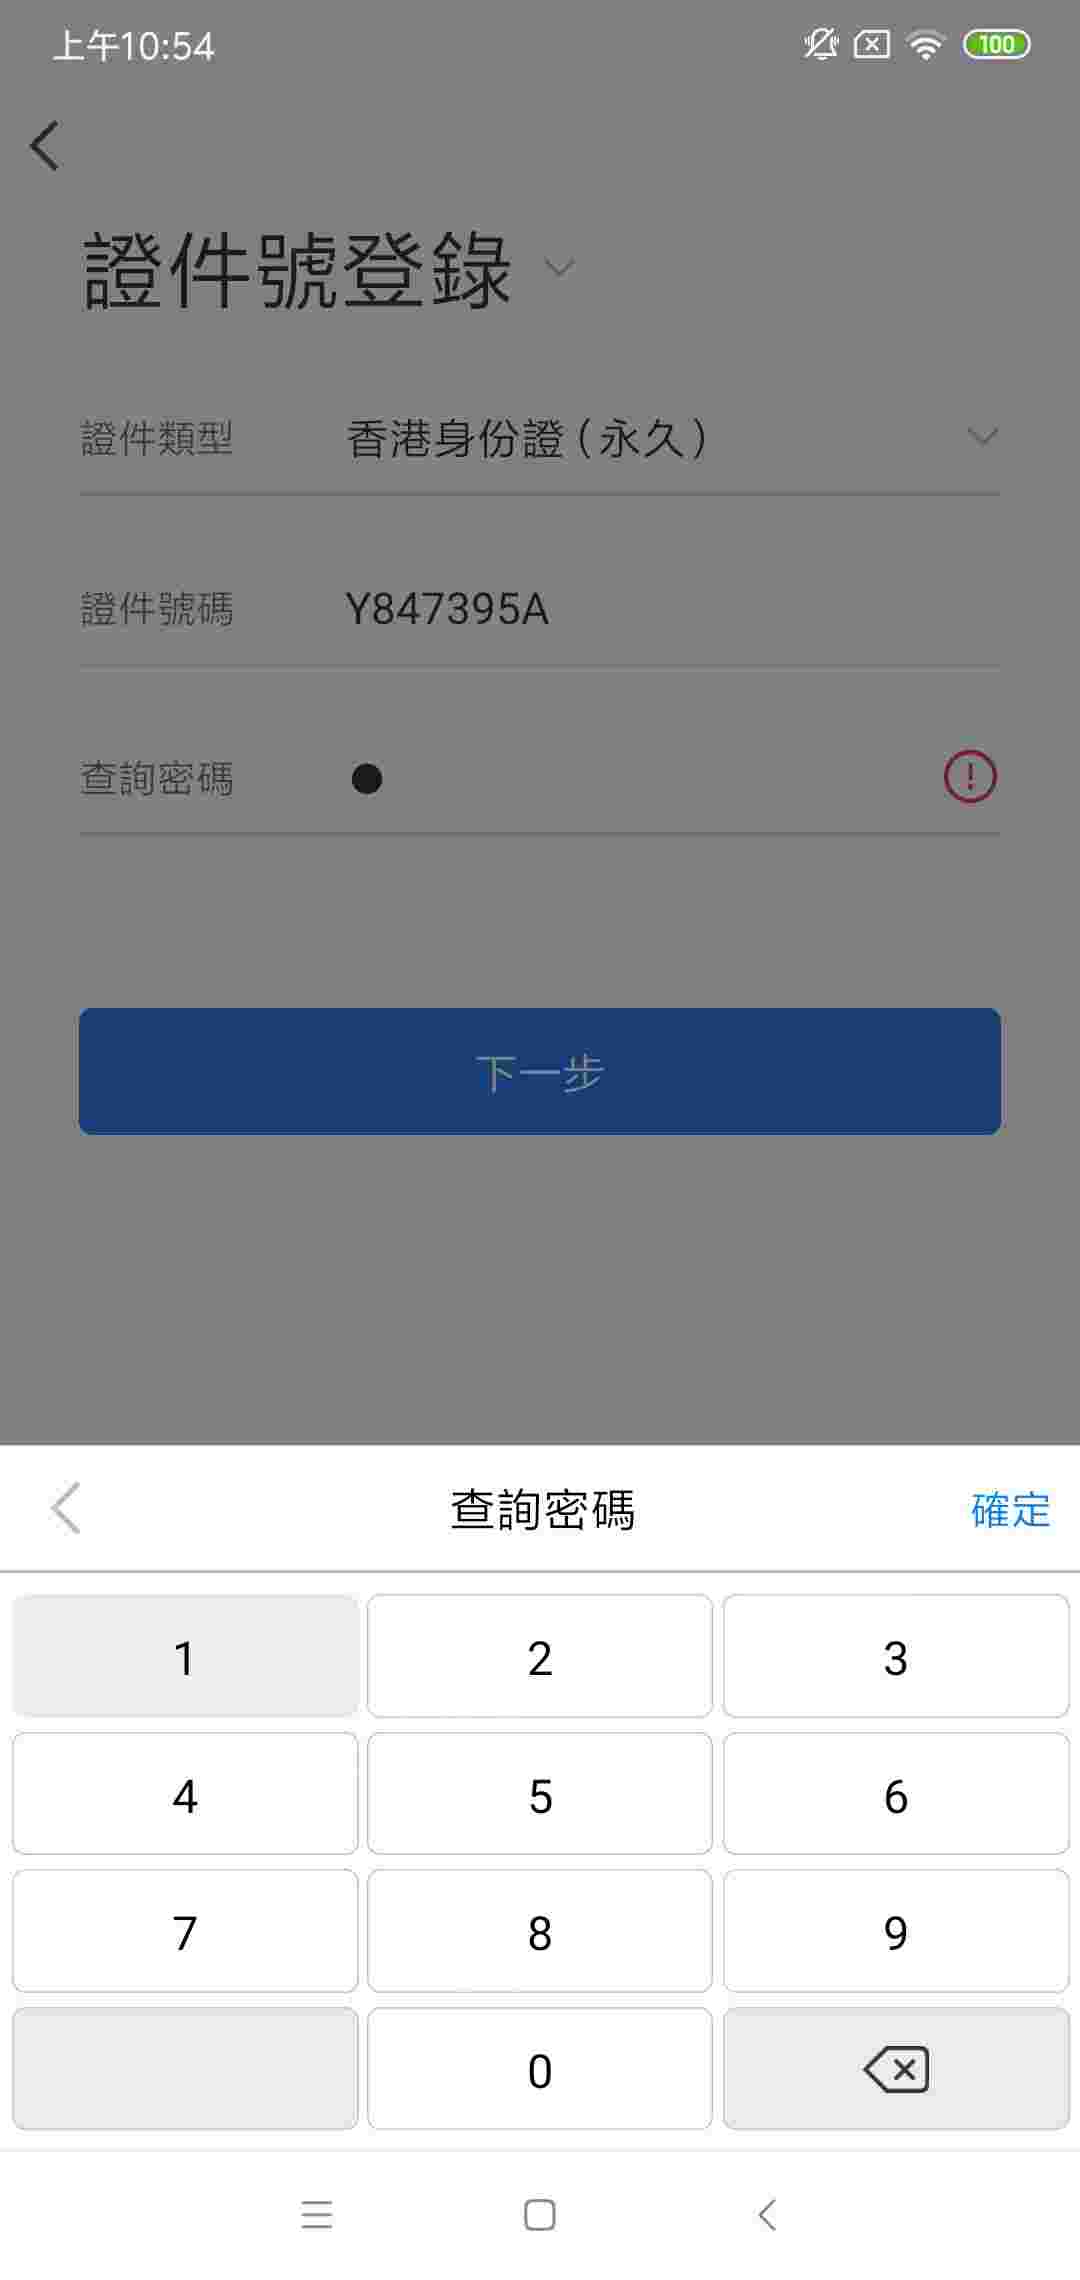 上午10:54
100
證件號登錄
證件類型 香港身份證（永久）
證件號碼 Y847395A
查詢密碼 ●
下一步
查詢密碼 確定
1 2 3
4 5 6
7 8 9
0